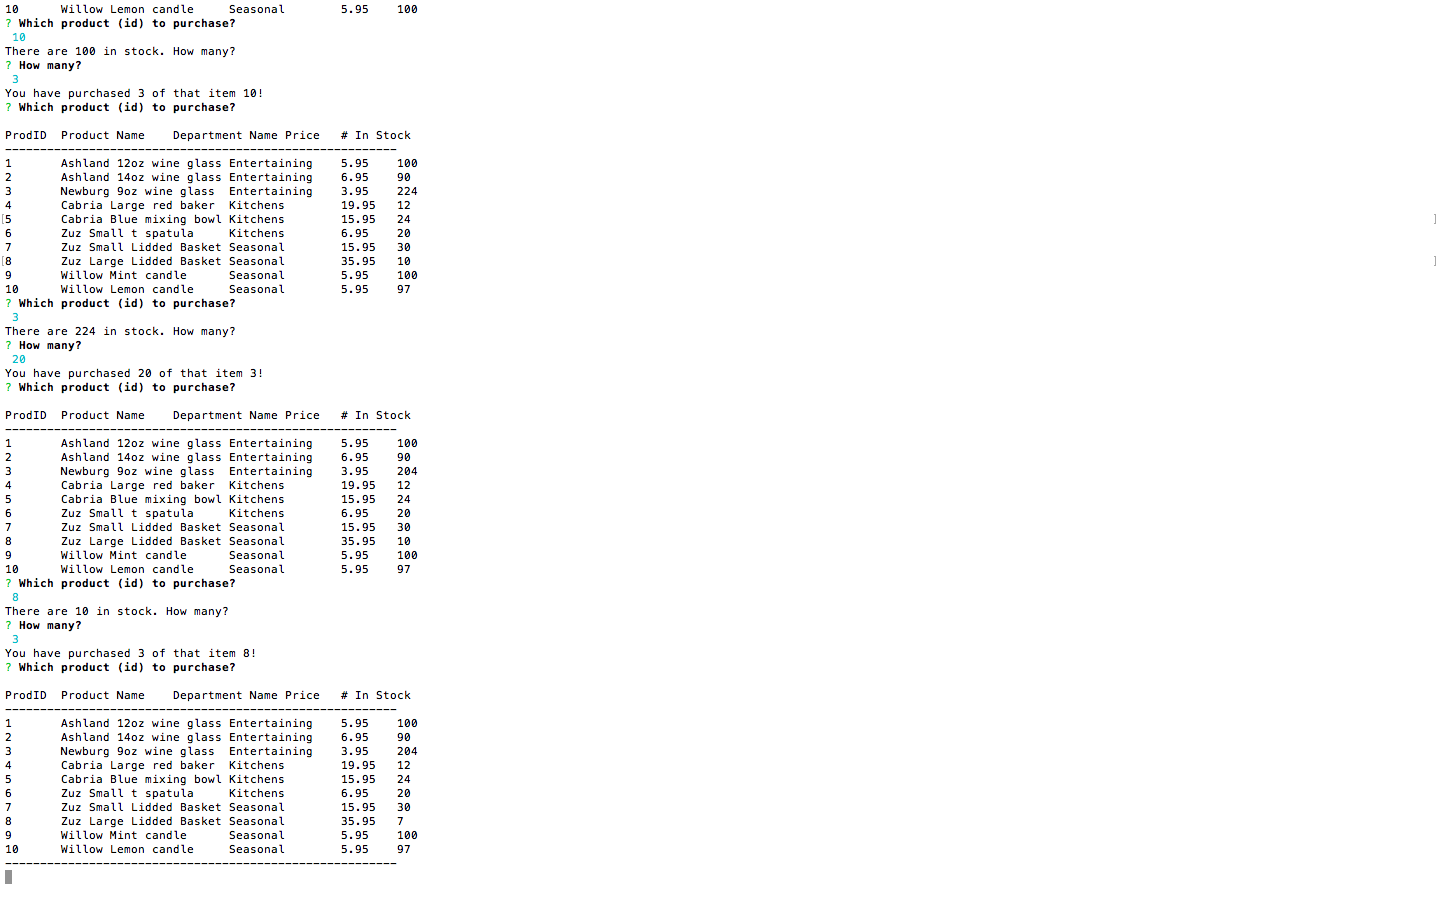 10      Willow Lemon candle     Seasonal        5.95    100
? Which product (id) to purchase?
 10
There are 100 in stock. How many?
? How many?
 3
You have purchased 3 of that item 10!
? Which product (id) to purchase?
ProdID  Product Name    Department Name Price   # In Stock
--------------------------------------------------------
1       Ashland 12oz wine glass Entertaining    5.95    100
2       Ashland 14oz wine glass Entertaining    6.95    90
3       Newburg 9oz wine glass  Entertaining    3.95    224
4       Cabria Large red baker  Kitchens        19.95   12
[5       Cabria Blue mixing bowl Kitchens        15.95   24 ]
6       Zuz Small t spatula     Kitchens        6.95    20
7       Zuz Small Lidded Basket Seasonal        15.95   30
[8       Zuz Large Lidded Basket Seasonal        35.95   10 ]
9       Willow Mint candle      Seasonal        5.95    100
10      Willow Lemon candle     Seasonal        5.95    97
? Which product (id) to purchase?
 3
There are 224 in stock. How many?
? How many?
 20
You have purchased 20 of that item 3!
? Which product (id) to purchase?
ProdID  Product Name    Department Name Price   # In Stock
--------------------------------------------------------
1       Ashland 12oz wine glass Entertaining    5.95    100
2       Ashland 14oz wine glass Entertaining    6.95    90
3       Newburg 9oz wine glass  Entertaining    3.95    204
4       Cabria Large red baker  Kitchens        19.95   12
5       Cabria Blue mixing bowl Kitchens        15.95   24
6       Zuz Small t spatula     Kitchens        6.95    20
7       Zuz Small Lidded Basket Seasonal        15.95   30
8       Zuz Large Lidded Basket Seasonal        35.95   10
9       Willow Mint candle      Seasonal        5.95    100
10      Willow Lemon candle     Seasonal        5.95    97
? Which product (id) to purchase?
 8
There are 10 in stock. How many?
? How many?
 3
You have purchased 3 of that item 8!
? Which product (id) to purchase?
ProdID  Product Name    Department Name Price   # In Stock
--------------------------------------------------------
1       Ashland 12oz wine glass Entertaining    5.95    100
2       Ashland 14oz wine glass Entertaining    6.95    90
3       Newburg 9oz wine glass  Entertaining    3.95    204
4       Cabria Large red baker  Kitchens        19.95   12
5       Cabria Blue mixing bowl Kitchens        15.95   24
6       Zuz Small t spatula     Kitchens        6.95    20
7       Zuz Small Lidded Basket Seasonal        15.95   30
8       Zuz Large Lidded Basket Seasonal        35.95   7
9       Willow Mint candle      Seasonal        5.95    100
10      Willow Lemon candle     Seasonal        5.95    97
--------------------------------------------------------